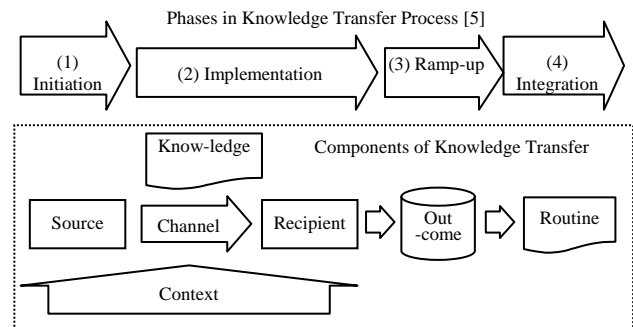 Phases in Knowledge Transfer Process [5]
(1)
Initiation
(2) Implementation
(3) Ramp-up
(4)
Integration
Know-ledge
Components of Knowledge Transfer
Source
Channel
Recipient
Out
-come
Routine
Context